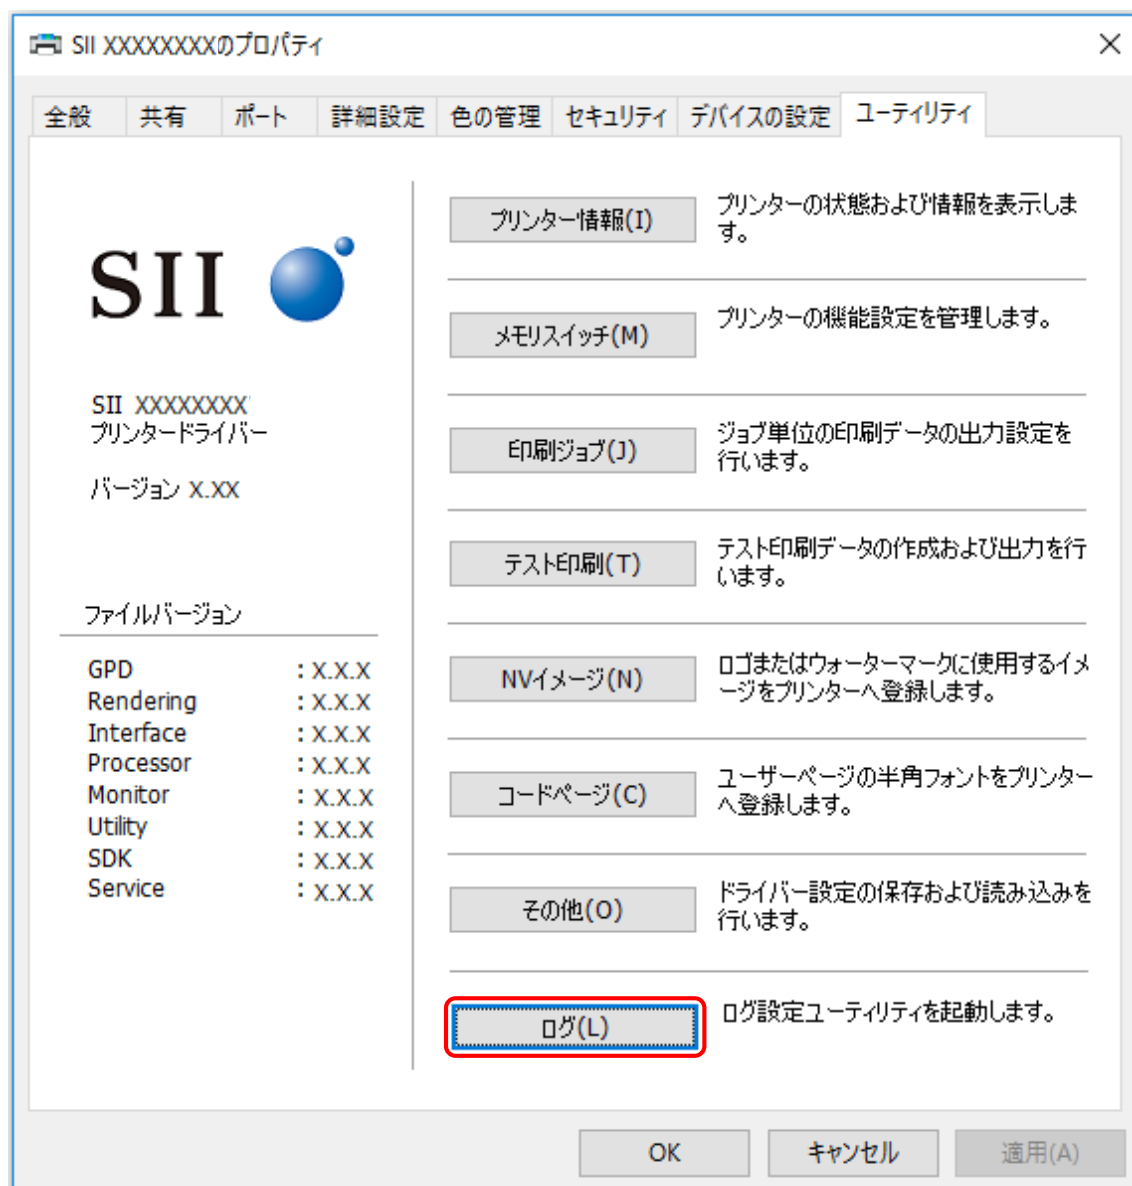 SII XXXXXXXXのプロパティ
全般 共有 ポート 詳細設定 色の管理 セキュリティ デバイスの設定 ユーティリティ
SII
SII XXXXXXXX
プリンタードライバー
バージョン X.XX
ファイルバージョン
GPD : X.X.X
Rendering : X.X.X
Interface : X.X.X
Processor : X.X.X
Monitor : X.X.X
Utility : X.X.X
SDK : X.X.X
Service : X.X.X
プリンター情報(I)
プリンターの状態および情報を表示しま
す。
メモリスイッチ(M)
プリンターの機能設定を管理します。
印刷ジョブ(J)
ジョブ単位の印刷データの出力設定を
行います。
テスト印刷(T)
テスト印刷データの作成および出力を行
います。
NVイメージ(N)
ロゴまたはウォーターマークに使用するイメ
ージをプリンターへ登録します。
コードページ(C)
ユーザーページの半角フォントをプリンター
へ登録します。
その他(O)
ドライバー設定の保存および読み込みを
行います。
ログ(L)
ログ設定ユーティリティを起動します。
OK キャンセル 適用(A)